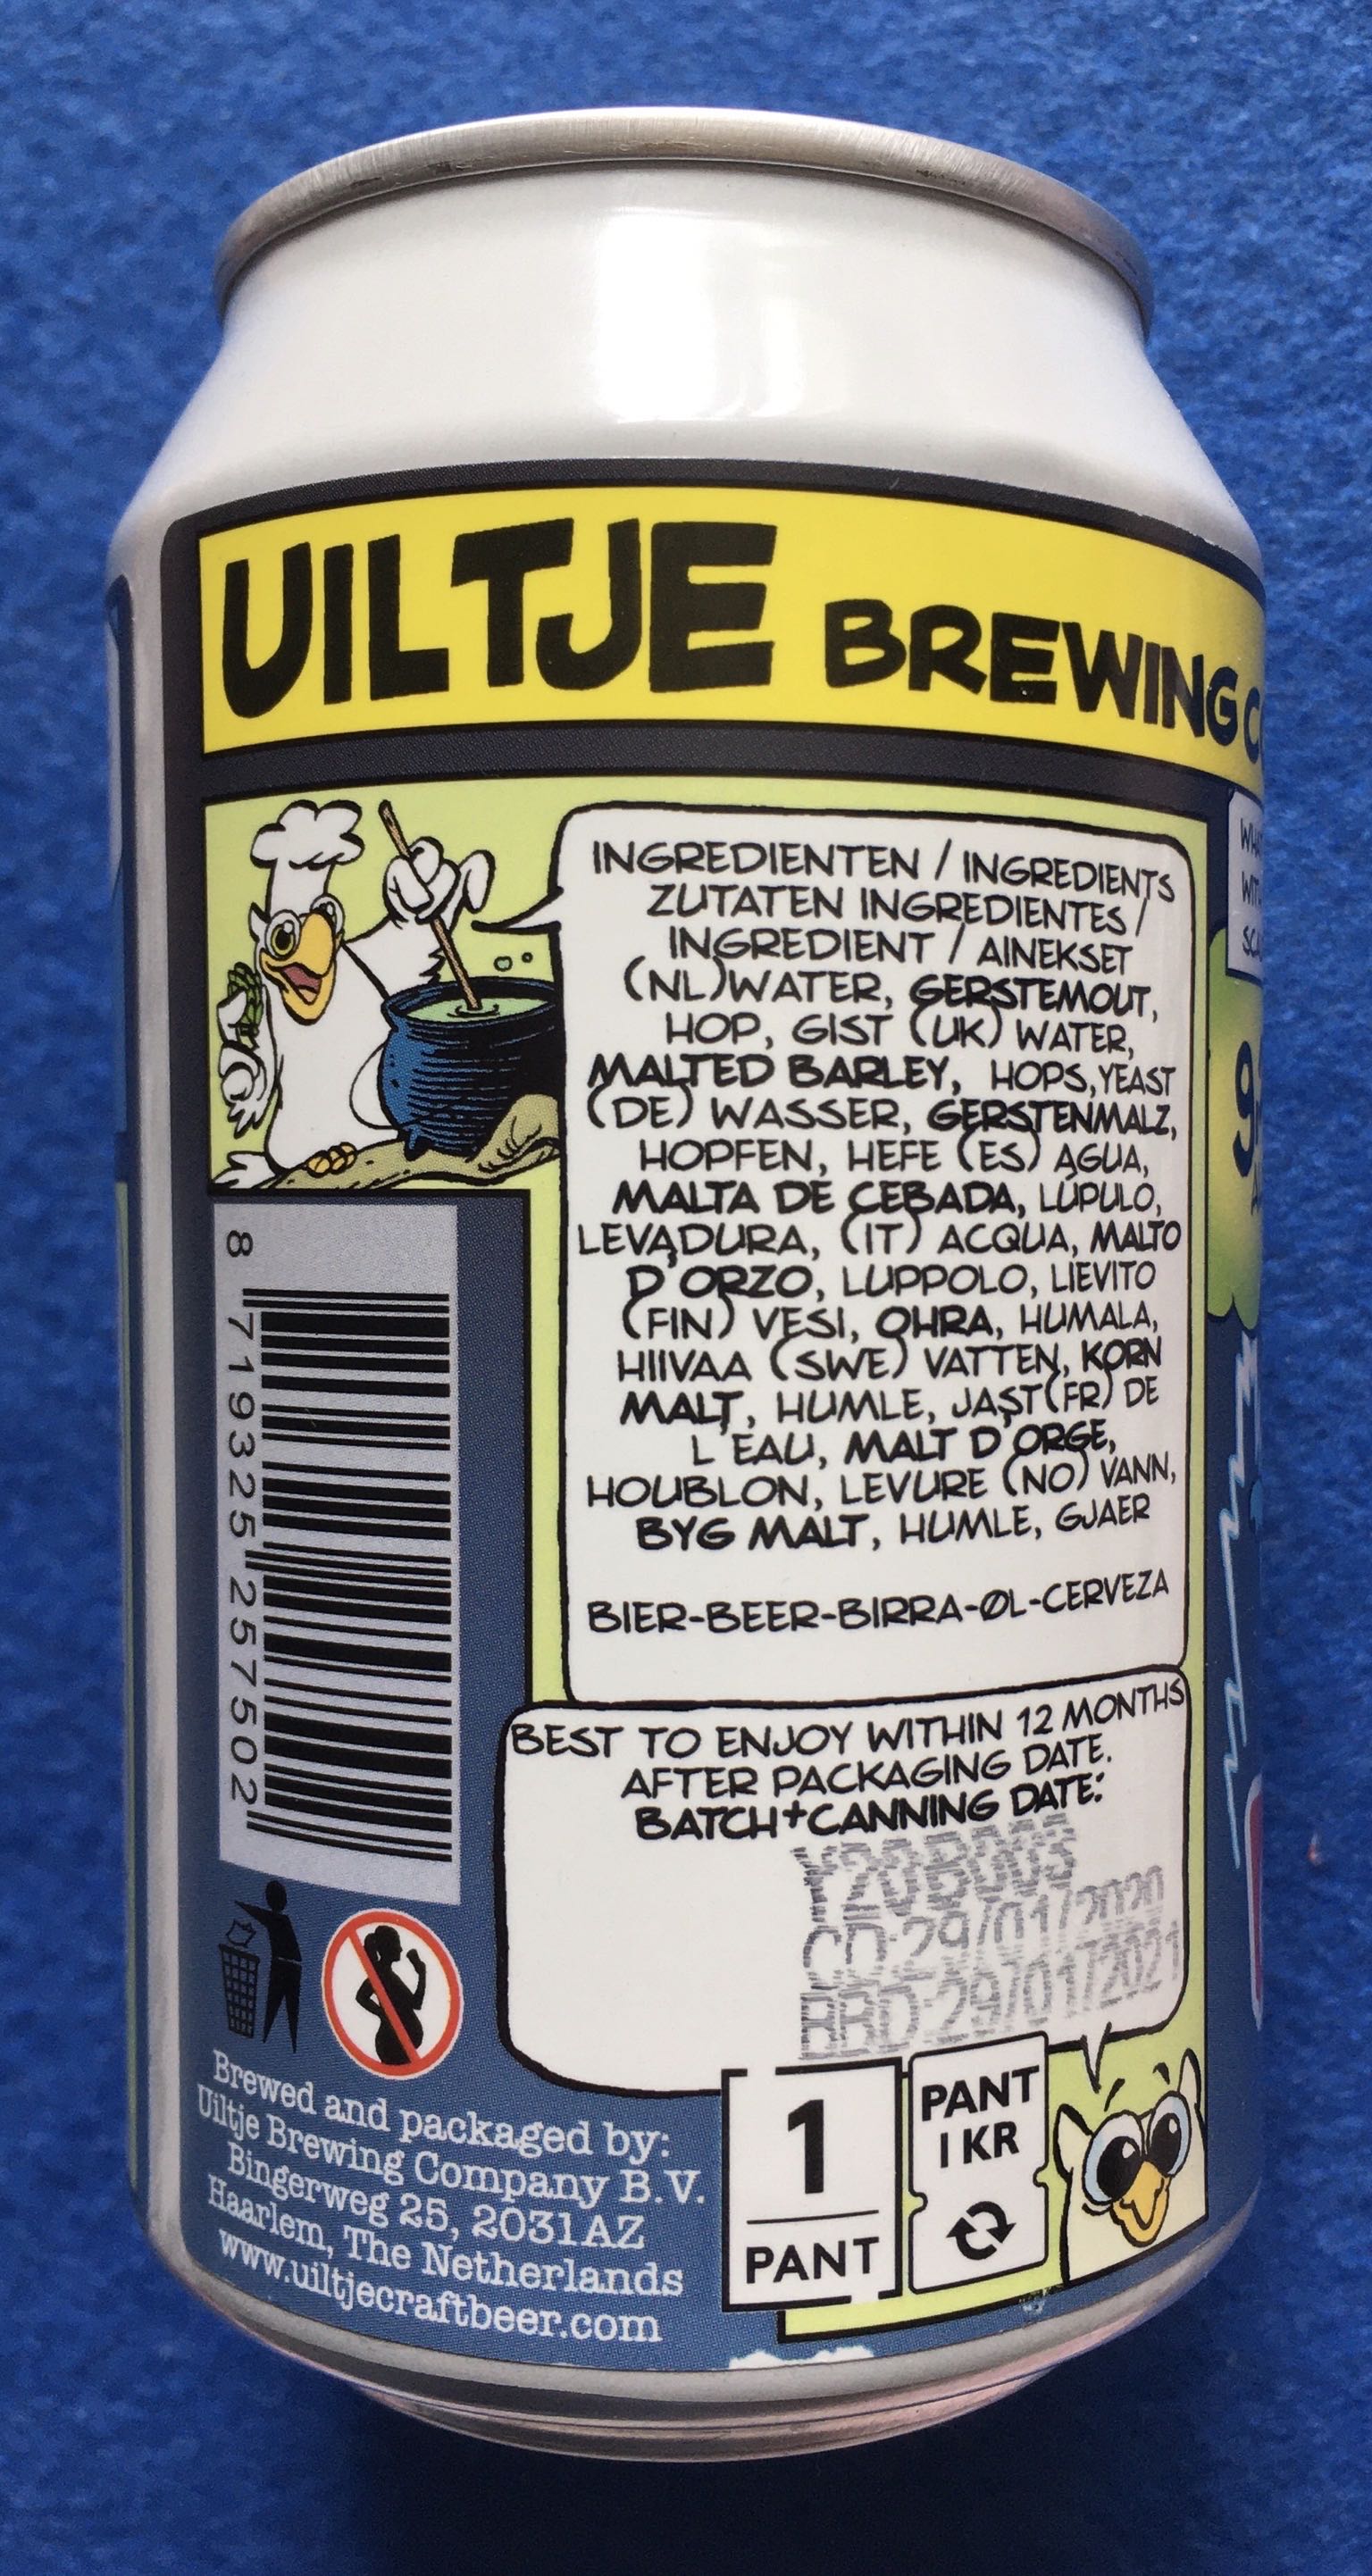 UILTJE BREWING
INGREDIENTEN / INGREDIENTS
ZUTATEN INGREDIENTES /
INGREDIENT / AINEKSET
(NL)WATER, GERSTEMOUT,
HOP, GIST (UK) WATER,
MALTED BARLEY, HOPS, YEAST
(DE) WASSER, GERSTENMALZ,
HOPFEN, HEFE (ES) AGUA,
MALTA DE CEBADA, LÚPULO,
LEVADURA, (IT) ACQUA, MALTO
D'ORZO, LUPPOLO, LIEVITO
(FIN) VESI, OHRA, HUMALA,
HIIVAA (SWE) VATTEN, KORN
MALT, HUMLE, JAST(FR) DE
L'EAU, MALT D'ORGE,
HOUBLON, LEVURE (NO) VANN,
BYG MALT, HUMLE, GJAER
BIER-BEER-BIRRA-ØL-CERVEZA
8 719325 257502
BEST TO ENJOY WITHIN 12 MONTHS
AFTER PACKAGING DATE.
BATCH+CANNING DATE:
Y20B003
CD:29/01/2020
BBD:29/01/2021
Brewed and packaged by:
Uiltje Brewing Company B.V.
Bingerweg 25, 2031AZ
Haarlem, The Netherlands
www.uiltjecraftbeer.com
1
PANT
PANT
1 KR